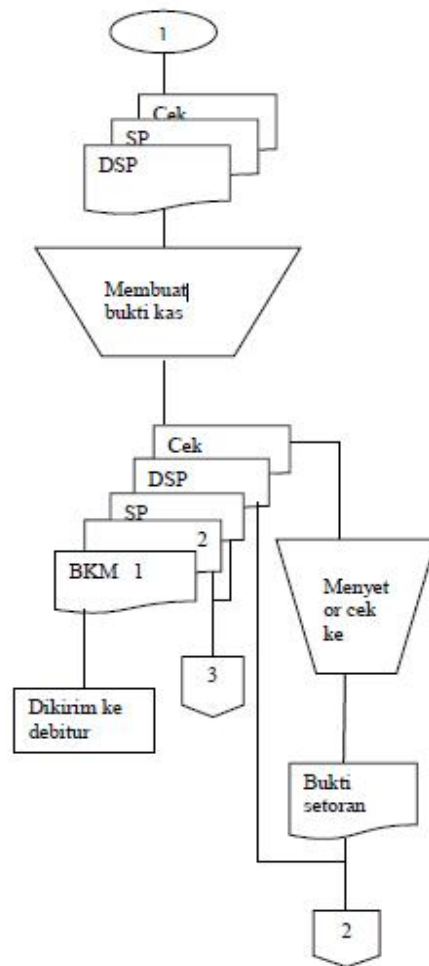 1
Cek
SP
DSP
Membuat
bukti kas
Cek
DSP
SP
2
BKM 1
Menyet
or cek
ke
3
Dikirim ke
debitur
Bukti
setoran
2